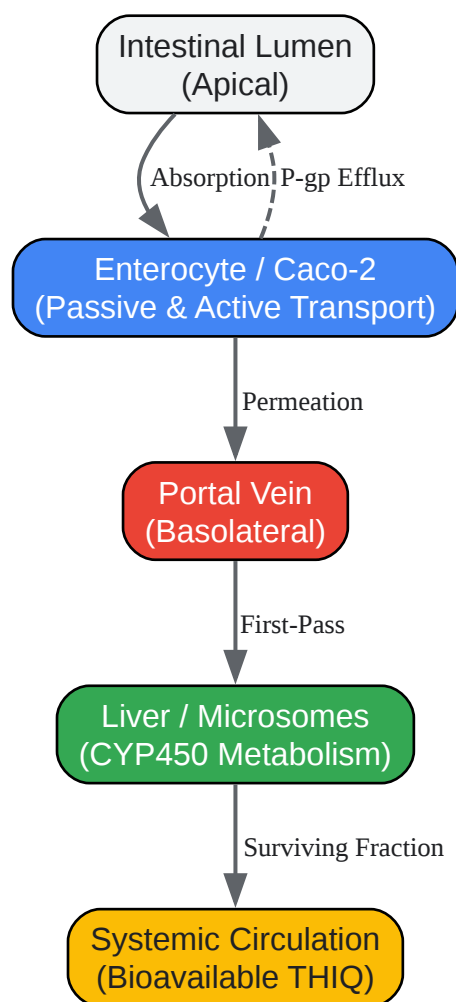 Intestinal Lumen
(Apical)
Absorption
P-gp Efflux
Enterocyte / Caco-2
(Passive & Active Transport)
Permeation
Portal Vein
(Basolateral)
First-Pass
Liver / Microsomes
(CYP450 Metabolism)
Surviving Fraction
Systemic Circulation
(Bioavailable THIQ)